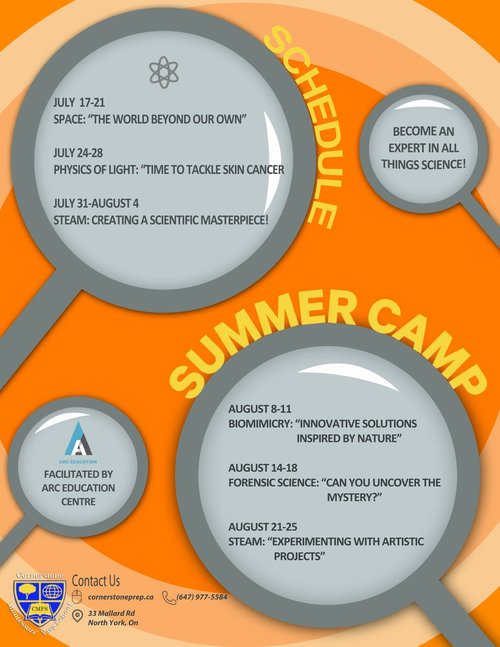 SCHEDULE
JULY 17-21
SPACE: “THE WORLD BEYOND OUR OWN”
JULY 24-28
PHYSICS OF LIGHT: “TIME TO TACKLE SKIN CANCER
JULY 31-AUGUST 4
STEAM: CREATING A SCIENTIFIC MASTERPIECE!
BECOME AN
EXPERT IN ALL
THINGS SCIENCE!
SUMMER CAMP
AUGUST 8-11
BIOMIMICRY: “INNOVATIVE SOLUTIONS
INSPIRED BY NATURE”
AUGUST 14-18
FORENSIC SCIENCE: “CAN YOU UNCOVER THE
MYSTERY?”
AUGUST 21-25
STEAM: “EXPERIMENTING WITH ARTISTIC
PROJECTS”
ARC EDUCATION
FACILITATED BY
ARC EDUCATION
CENTRE
Cornerstone
CMPS
Contact Us
cornerstoneprep.ca
(647) 977-5584
33 Mallard Rd
North York, On